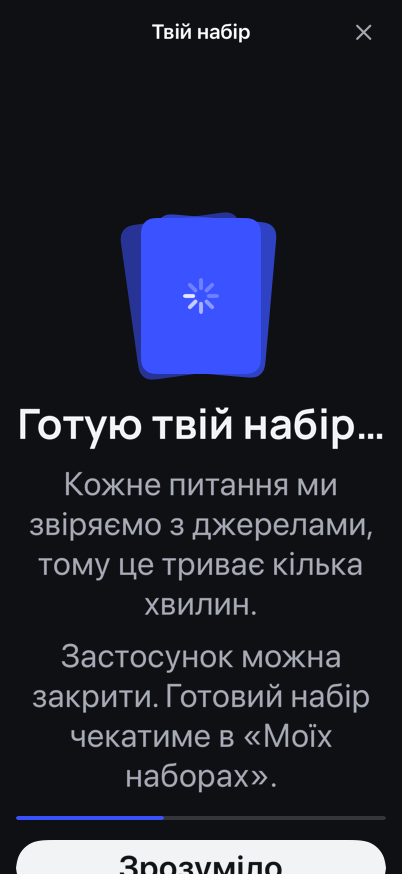 Твій набір
Готую твій набір…
Кожне питання ми
звіряємо з джерелами,
тому це триває кілька
хвилин.
Застосунок можна
закрити. Готовий набір
чекатиме в «Моїх
наборах».
Зрозуміло